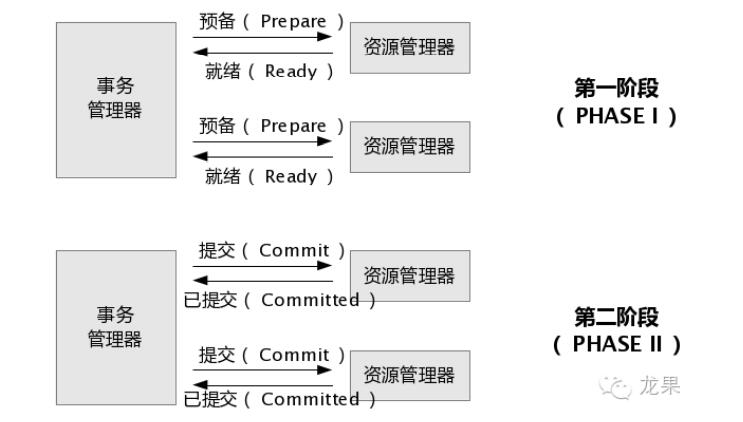 预备（ Prepare ）
资源管理器
就绪（ Ready ）
事务
管理器
第一阶段
（ PHASE I ）
预备（ Prepare ）
资源管理器
就绪（ Ready ）
提交（ Commit ）
资源管理器
已提交（ Committed ）
事务
管理器
第二阶段
（ PHASE II ）
提交（ Commit ）
资源管理器
已提交（ Committed ）
龙果